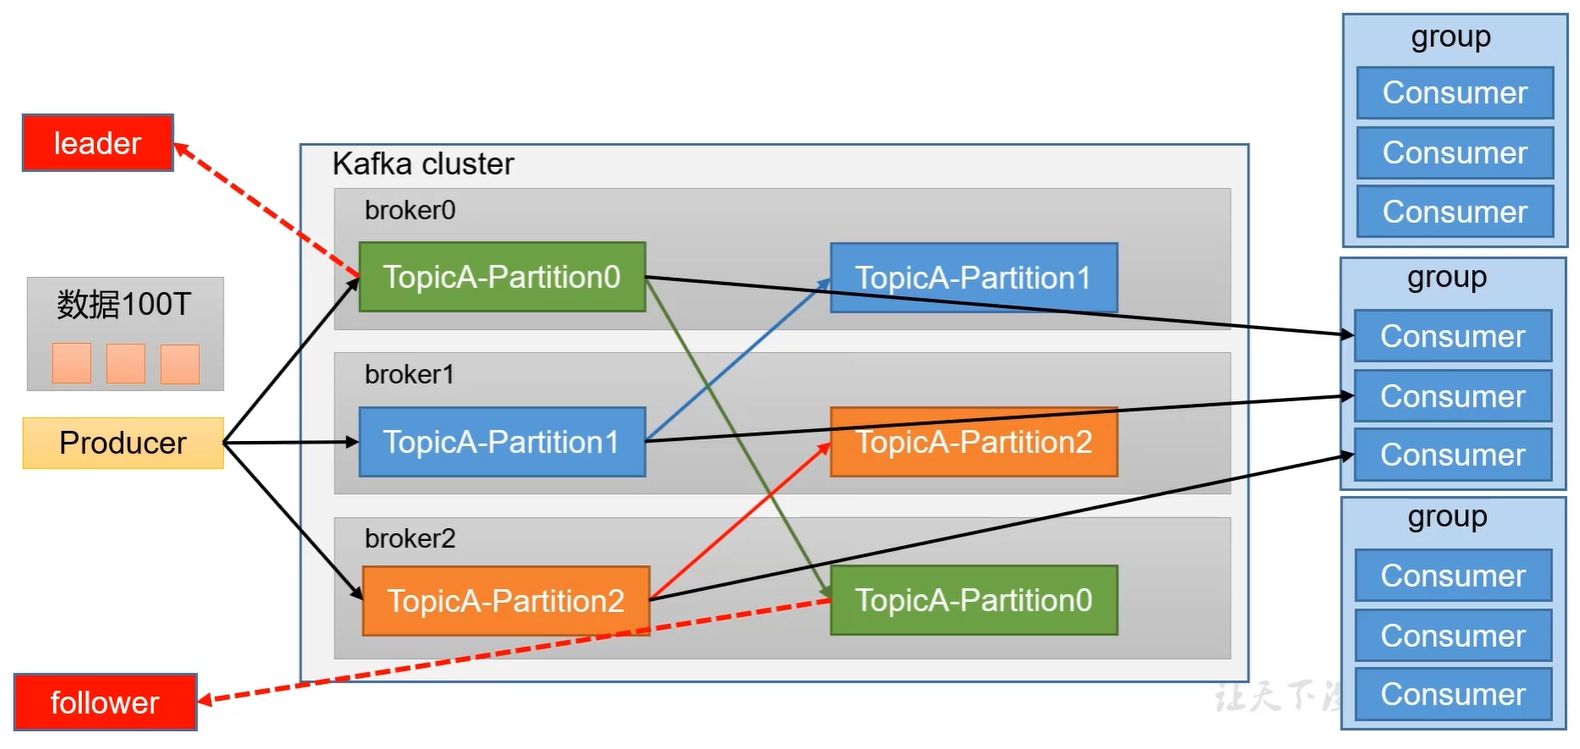 leader
数据100T
Producer
follower
Kafka cluster
broker0
TopicA-Partition0
TopicA-Partition1
broker1
TopicA-Partition1
TopicA-Partition2
broker2
TopicA-Partition2
TopicA-Partition0
group
Consumer
Consumer
Consumer
group
Consumer
Consumer
Consumer
group
Consumer
Consumer
Consumer
让天下